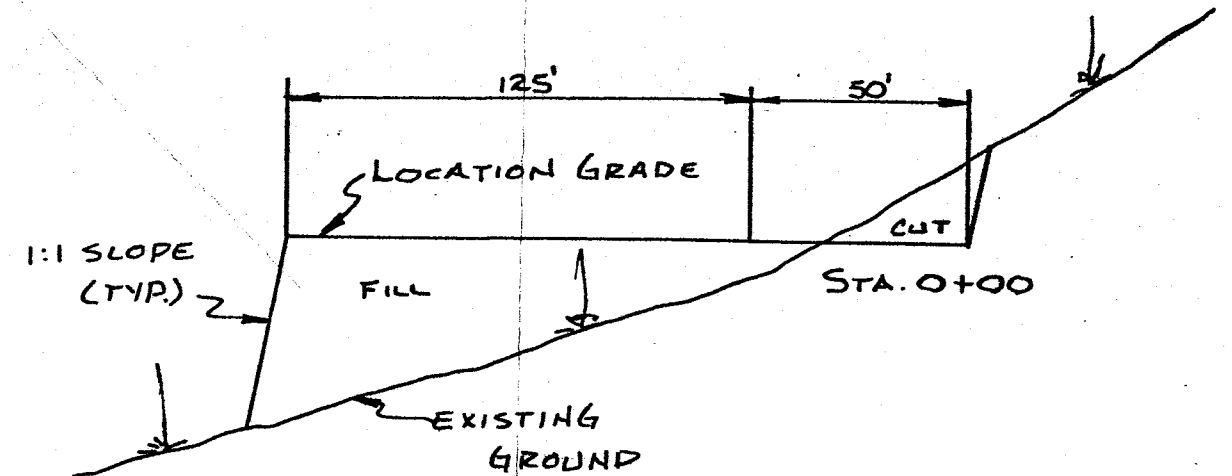 125'
50'
LOCATION GRADE
CUT
1:1 SLOPE
(TYP.)
FILL
STA. 0+00
EXISTING
GROUND